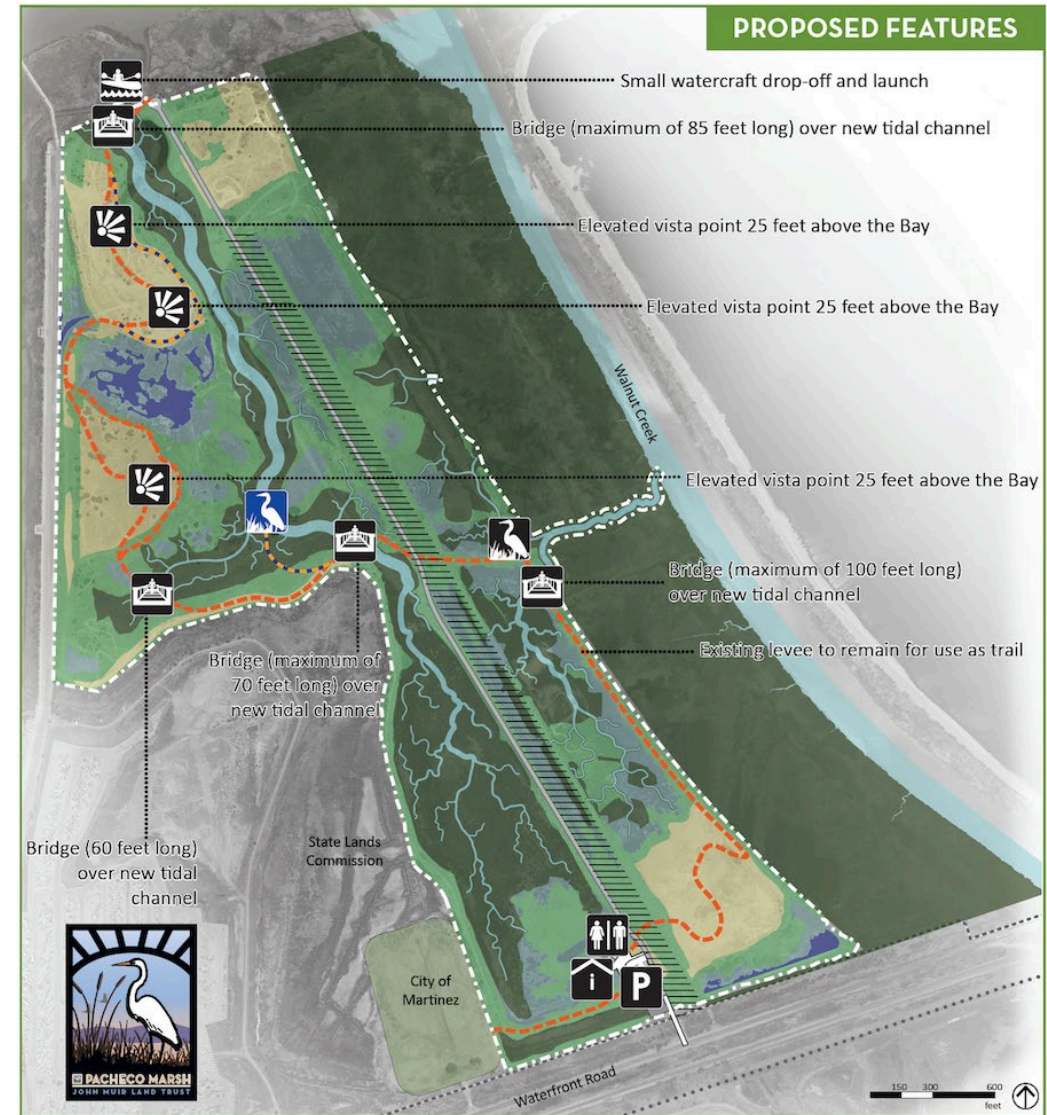 PROPOSED FEATURES
Small watercraft drop-off and launch
Bridge (maximum of 85 feet long) over new tidal channel
Elevated vista point 25 feet above the Bay
Elevated vista point 25 feet above the Bay
Walnut Creek
Elevated vista point 25 feet above the Bay
Bridge (maximum of 100 feet long)
over new tidal channel
Existing levee to remain for use as trail
Bridge (maximum of
70 feet long) over
new tidal channel
State Lands
Commission
Bridge (60 feet long)
over new tidal
channel
City of
Martinez
i
P
PACHECO MARSH
JOHN MUIR LAND TRUST
Waterfront Road
150 300 600
feet